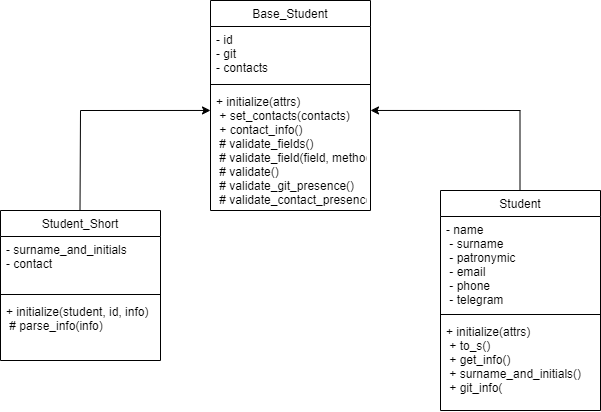 Base_Student
- id
- git
- contacts
+ initialize(attrs)
+ set_contacts(contacts)
+ contact_info()
# validate_fields()
# validate_field(field, metho
# validate()
# validate_git_presence()
# validate_contact_presenc
Student_Short
- surname_and_initials
- contact
+ initialize(student, id, info)
# parse_info(info)
Student
- name
- surname
- patronymic
- email
- phone
- telegram
+ initialize(attrs)
+ to_s()
+ get_info()
+ surname_and_initials()
+ git_info(